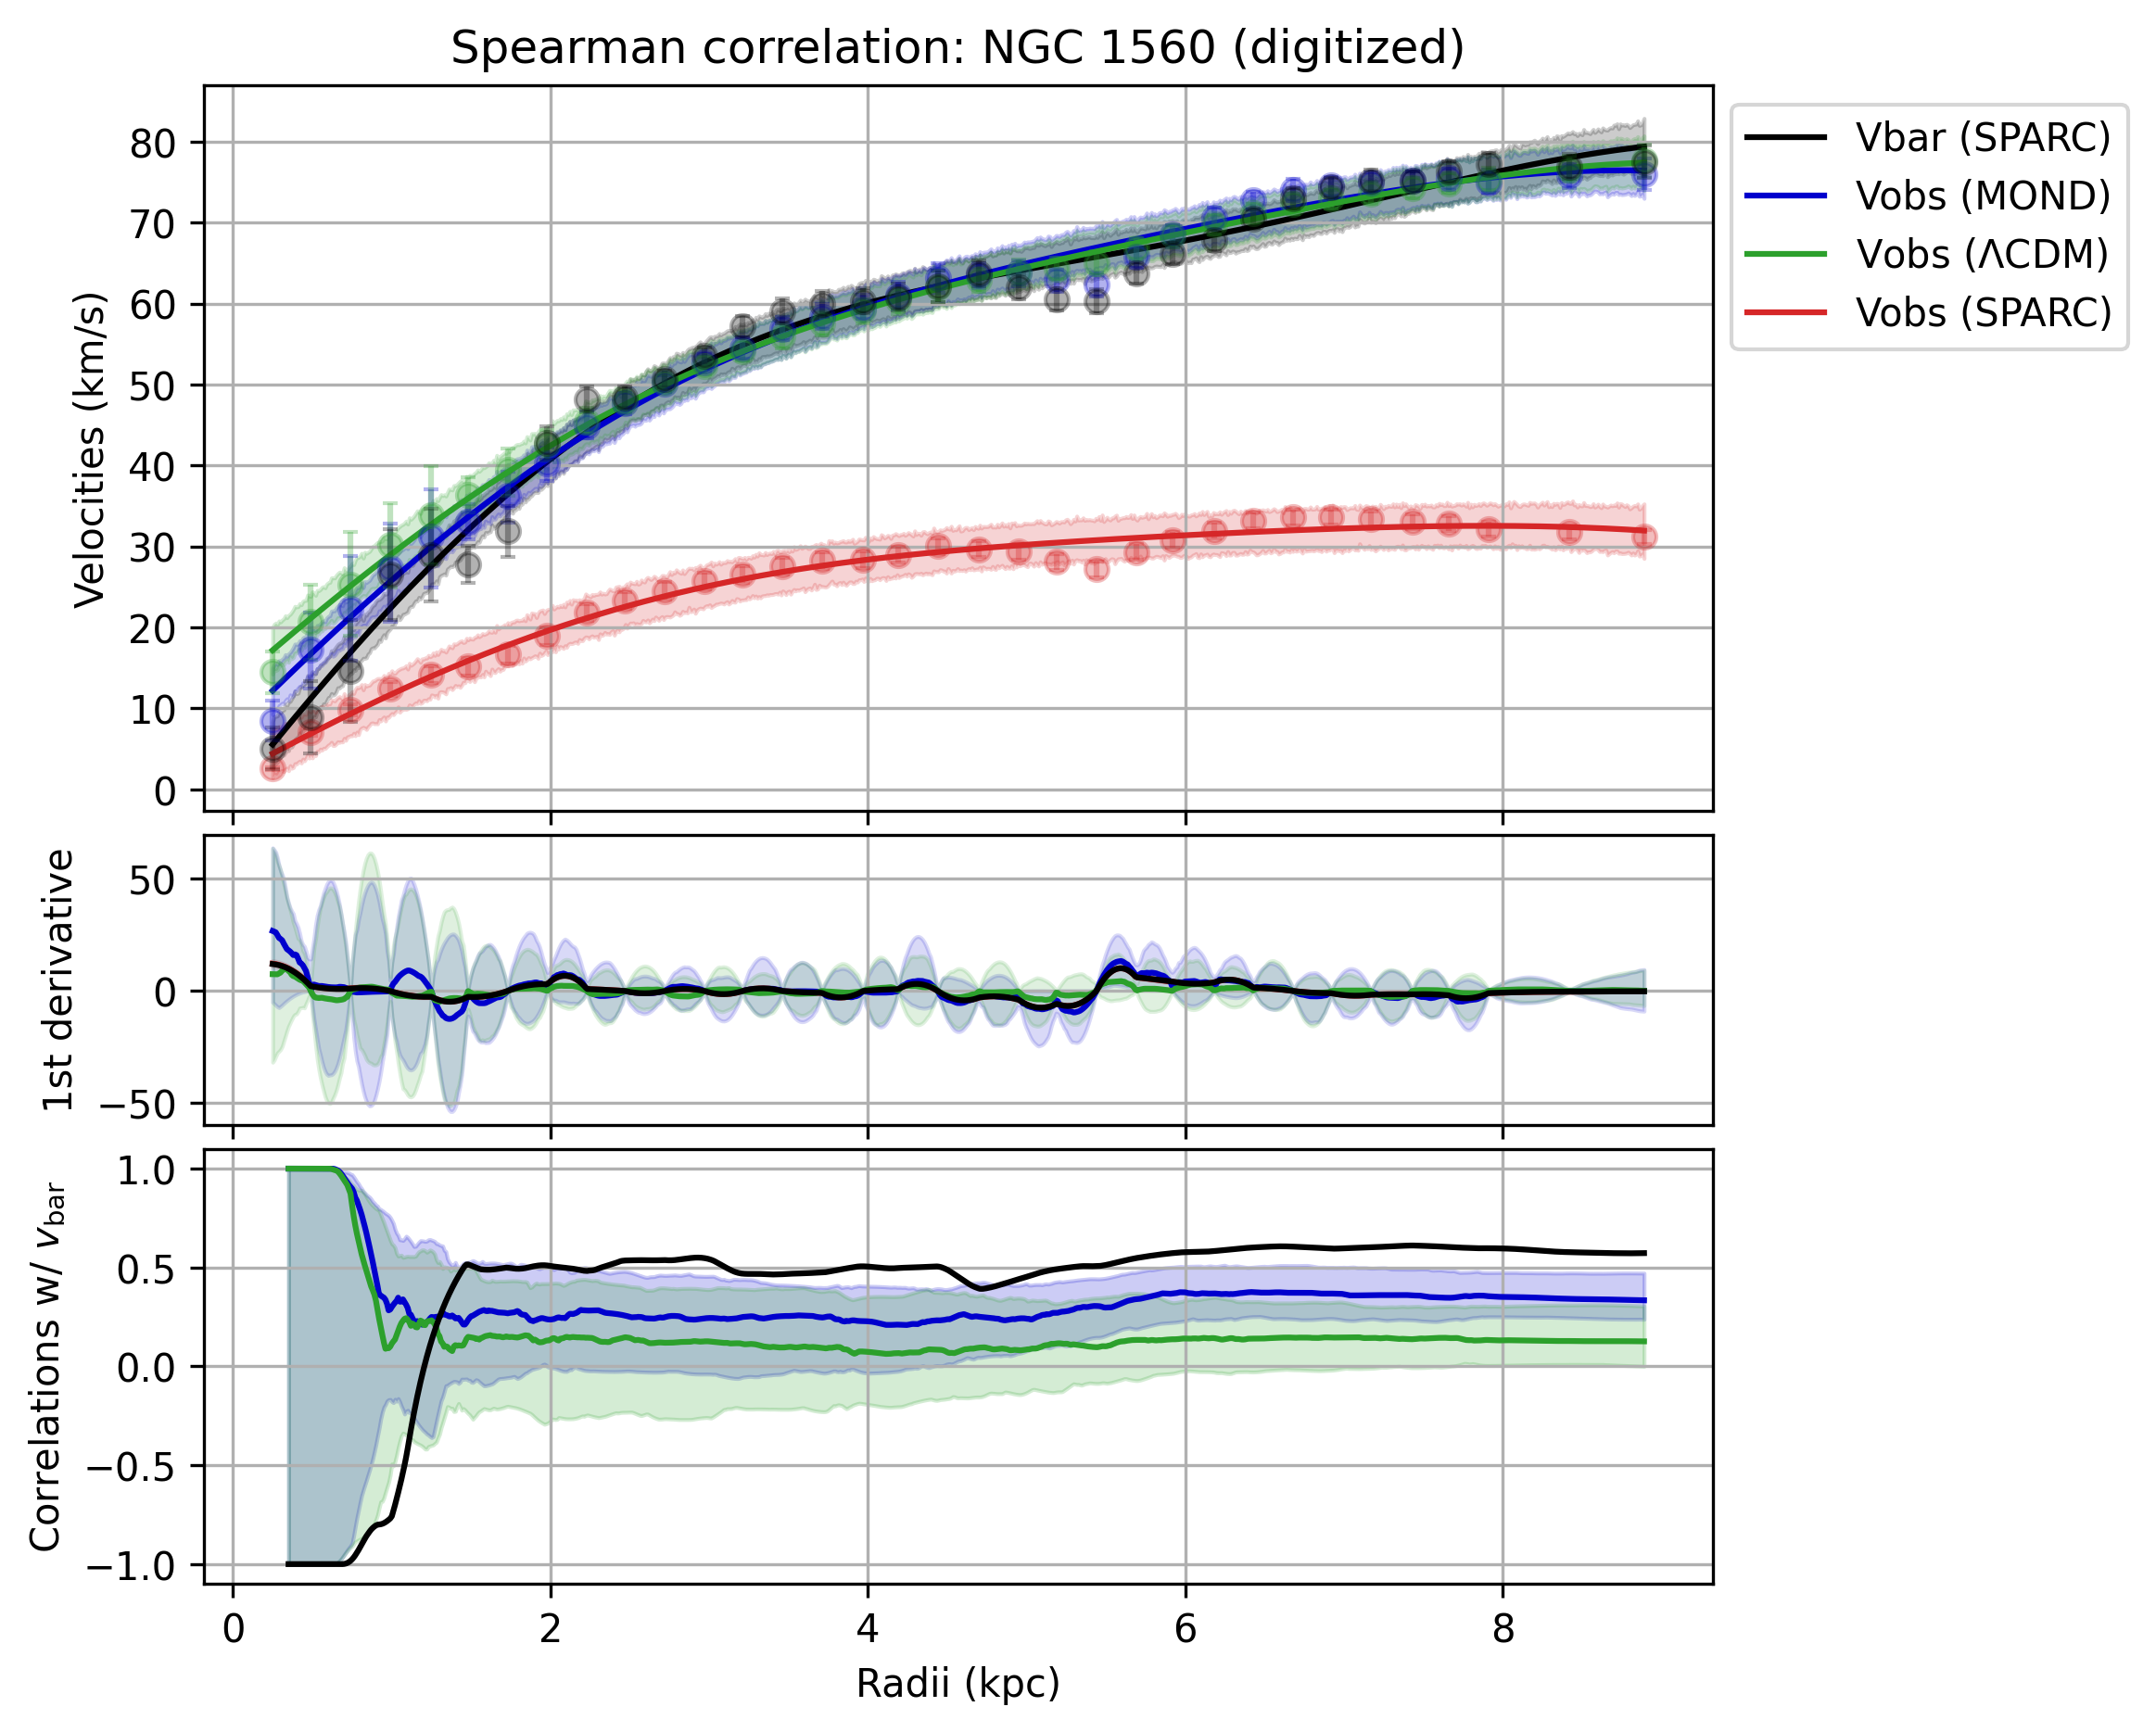 Spearman correlation: NGC 1560 (digitized)
Velocities (km/s)
80
70
60
50
40
30
20
10
0
Vbar (SPARC)
Vobs (MOND)
Vobs (ΛCDM)
Vobs (SPARC)
1st derivative
50
0
−50
Correlations w/ vbar
1.0
0.5
0.0
−0.5
−1.0
0 2 4 6 8
Radii (kpc)